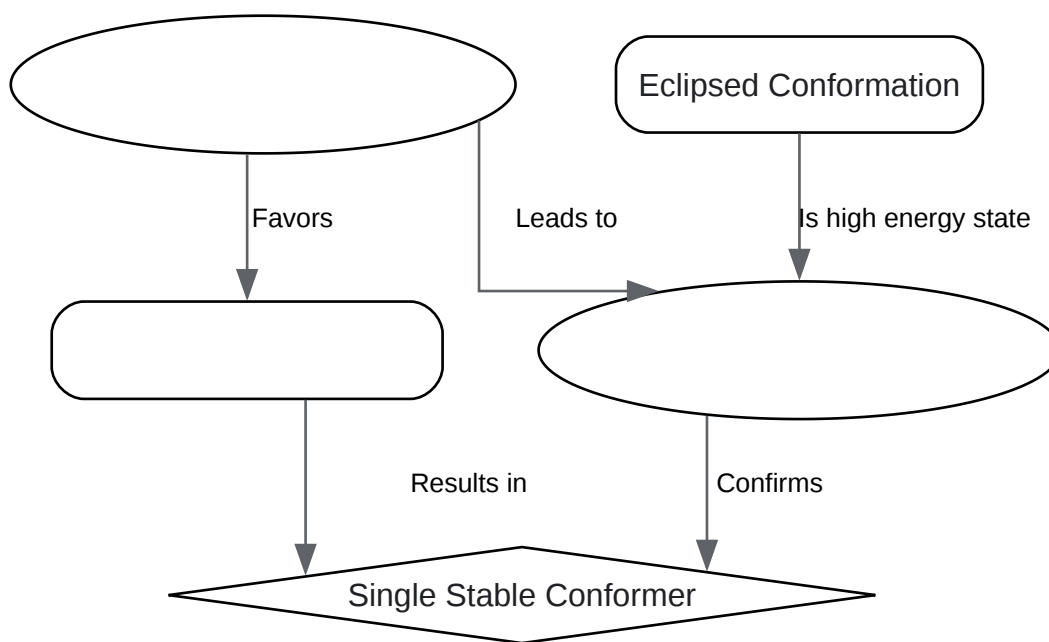 Eclipsed Conformation
Favors
Leads to
Is high energy state
Results in
Confirms
Single Stable Conformer